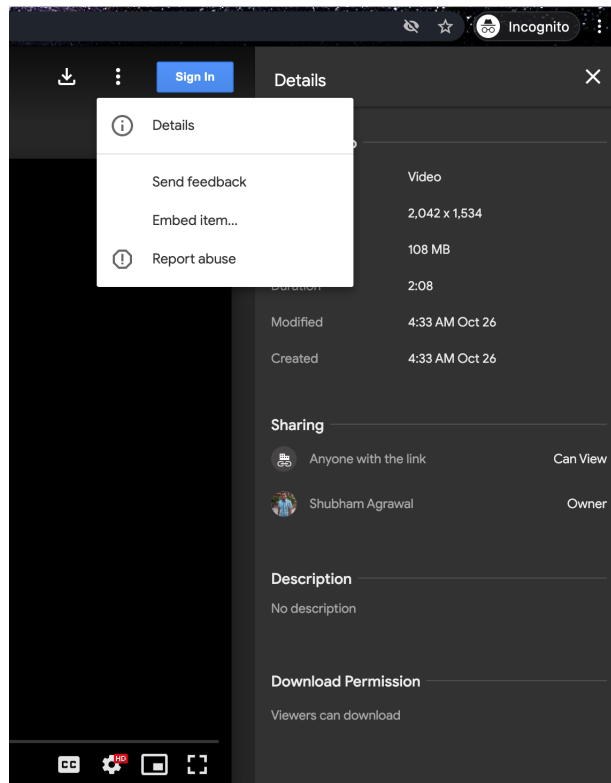 Incognito
Sign In
Details
Details
Send feedback
Embed item...
Report abuse
Video
2,042 x 1,534
108 MB
Duration 2:08
Modified 4:33 AM Oct 26
Created 4:33 AM Oct 26
Sharing
Anyone with the link Can View
Shubham Agrawal Owner
Description
No description
Download Permission
Viewers can download
CC HD